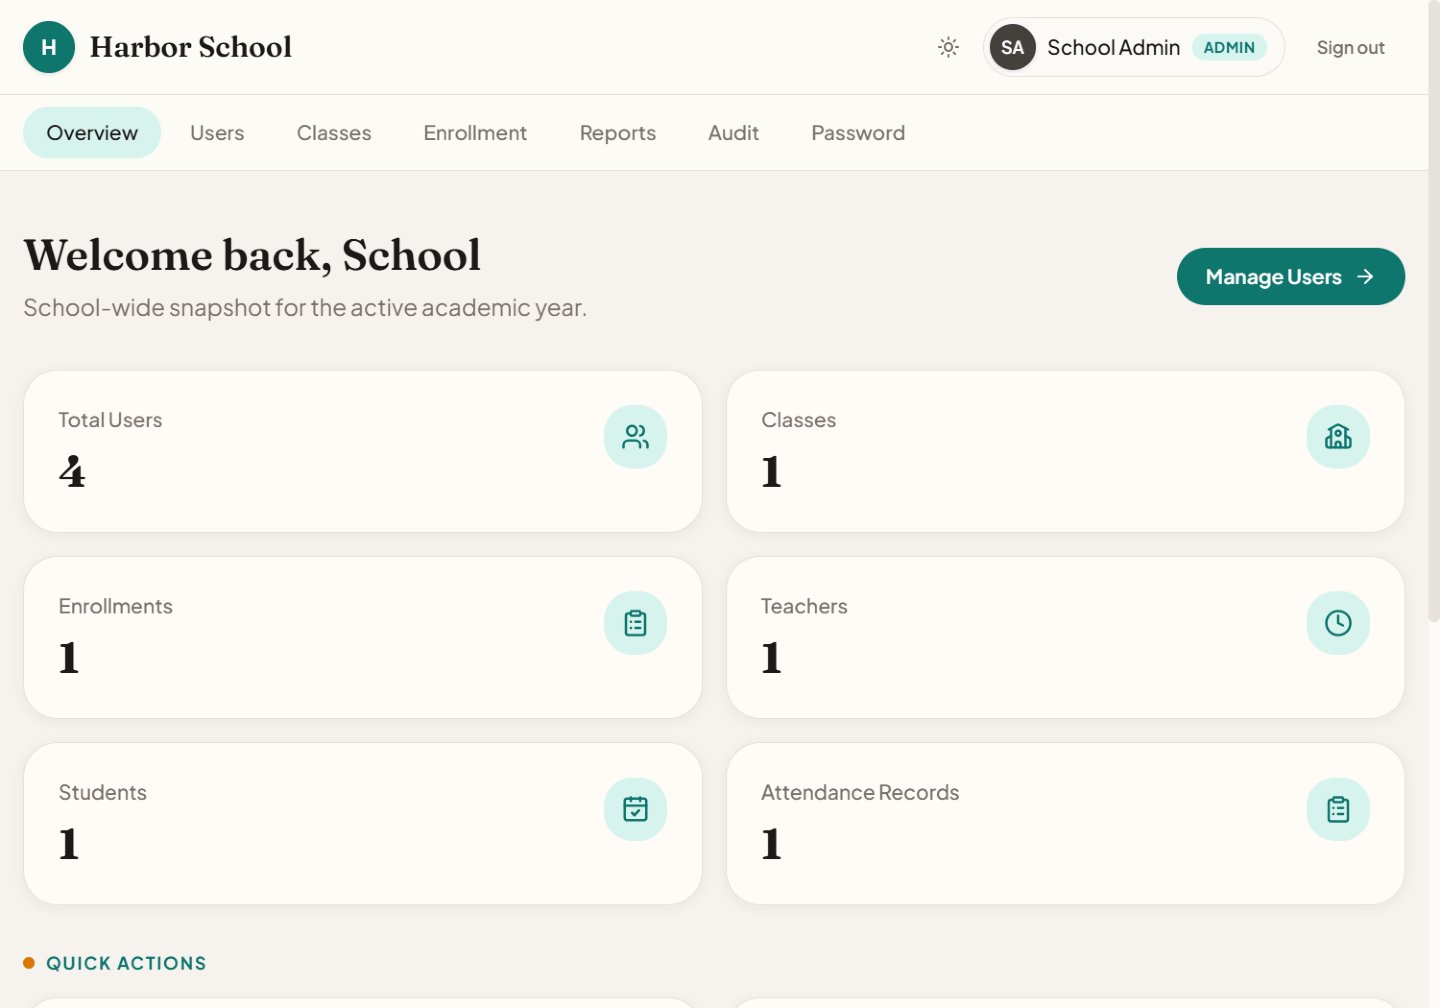 H
Harbor School
SA
School Admin
ADMIN
Sign out
Overview
Users
Classes
Enrollment
Reports
Audit
Password
Welcome back, School
School-wide snapshot for the active academic year.
Manage Users
Total Users
4
Classes
1
Enrollments
1
Teachers
1
Students
1
Attendance Records
1
QUICK ACTIONS